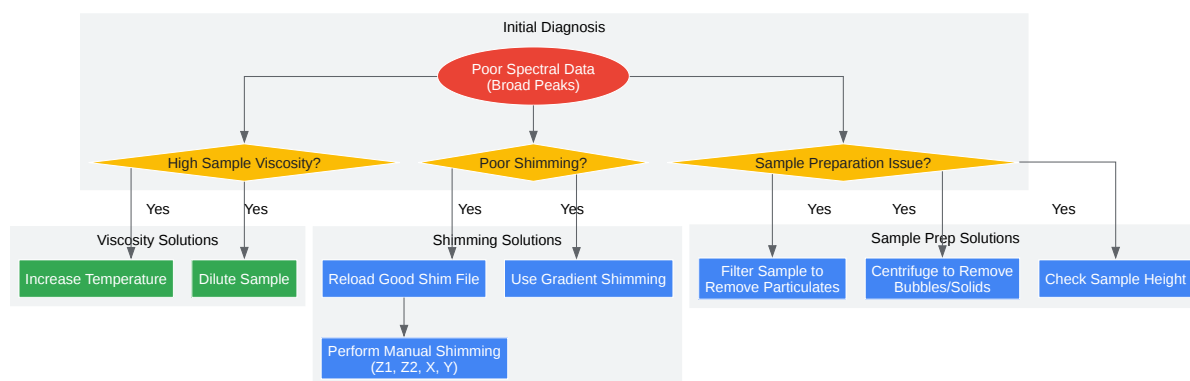 Initial Diagnosis
Poor Spectral Data
(Broad Peaks)
High Sample Viscosity?
Poor Shimming?
Sample Preparation Issue?
Yes
Yes
Yes
Yes
Yes
Yes
Yes
Viscosity Solutions
Shimming Solutions
Sample Prep Solutions
Increase Temperature
Dilute Sample
Reload Good Shim File
Use Gradient Shimming
Filter Sample to
Remove Particulates
Centrifuge to Remove
Bubbles/Solids
Check Sample Height
Perform Manual Shimming
(Z1, Z2, X, Y)